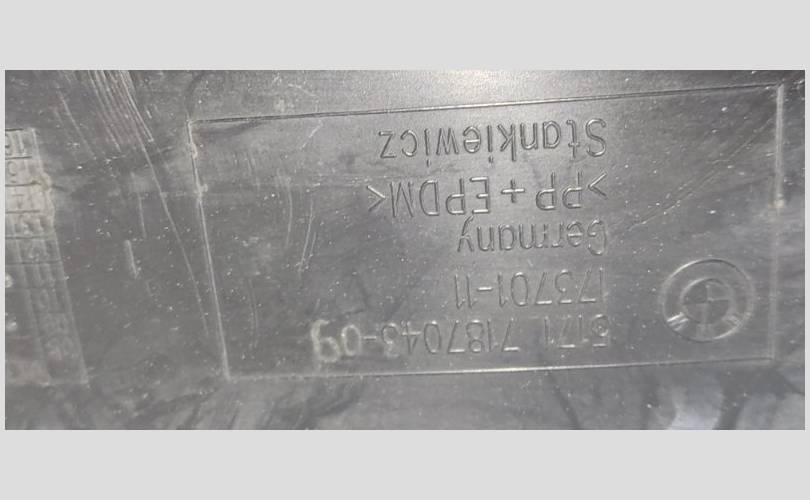 5171 7187043-09
173701-11
Germany
>PP + EPDM<
Stankiewicz